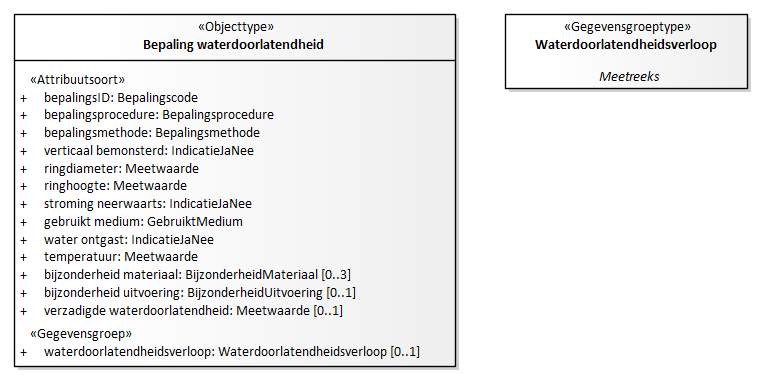 «Objecttype»
Bepaling waterdoorlatendheid
«Attribuutsoort»
+ bepalingsID: Bepalingscode
+ bepalingsprocedure: Bepalingsprocedure
+ bepalingsmethode: Bepalingsmethode
+ verticaal bemonsterd: IndicatieJaNee
+ ringdiameter: Meetwaarde
+ ringhoogte: Meetwaarde
+ stroming neerwaarts: IndicatieJaNee
+ gebruikt medium: GebruiktMedium
+ water ontgast: IndicatieJaNee
+ temperatuur: Meetwaarde
+ bijzonderheid materiaal: BijzonderheidMateriaal [0..3]
+ bijzonderheid uitvoering: BijzonderheidUitvoering [0..1]
+ verzadigde waterdoorlatendheid: Meetwaarde [0..1]
«Gegevensgroep»
+ waterdoorlatendheidsverloop: Waterdoorlatendheidsverloop [0..1]
«Gegevensgroeptype»
Waterdoorlatendheidsverloop
Meetreeks